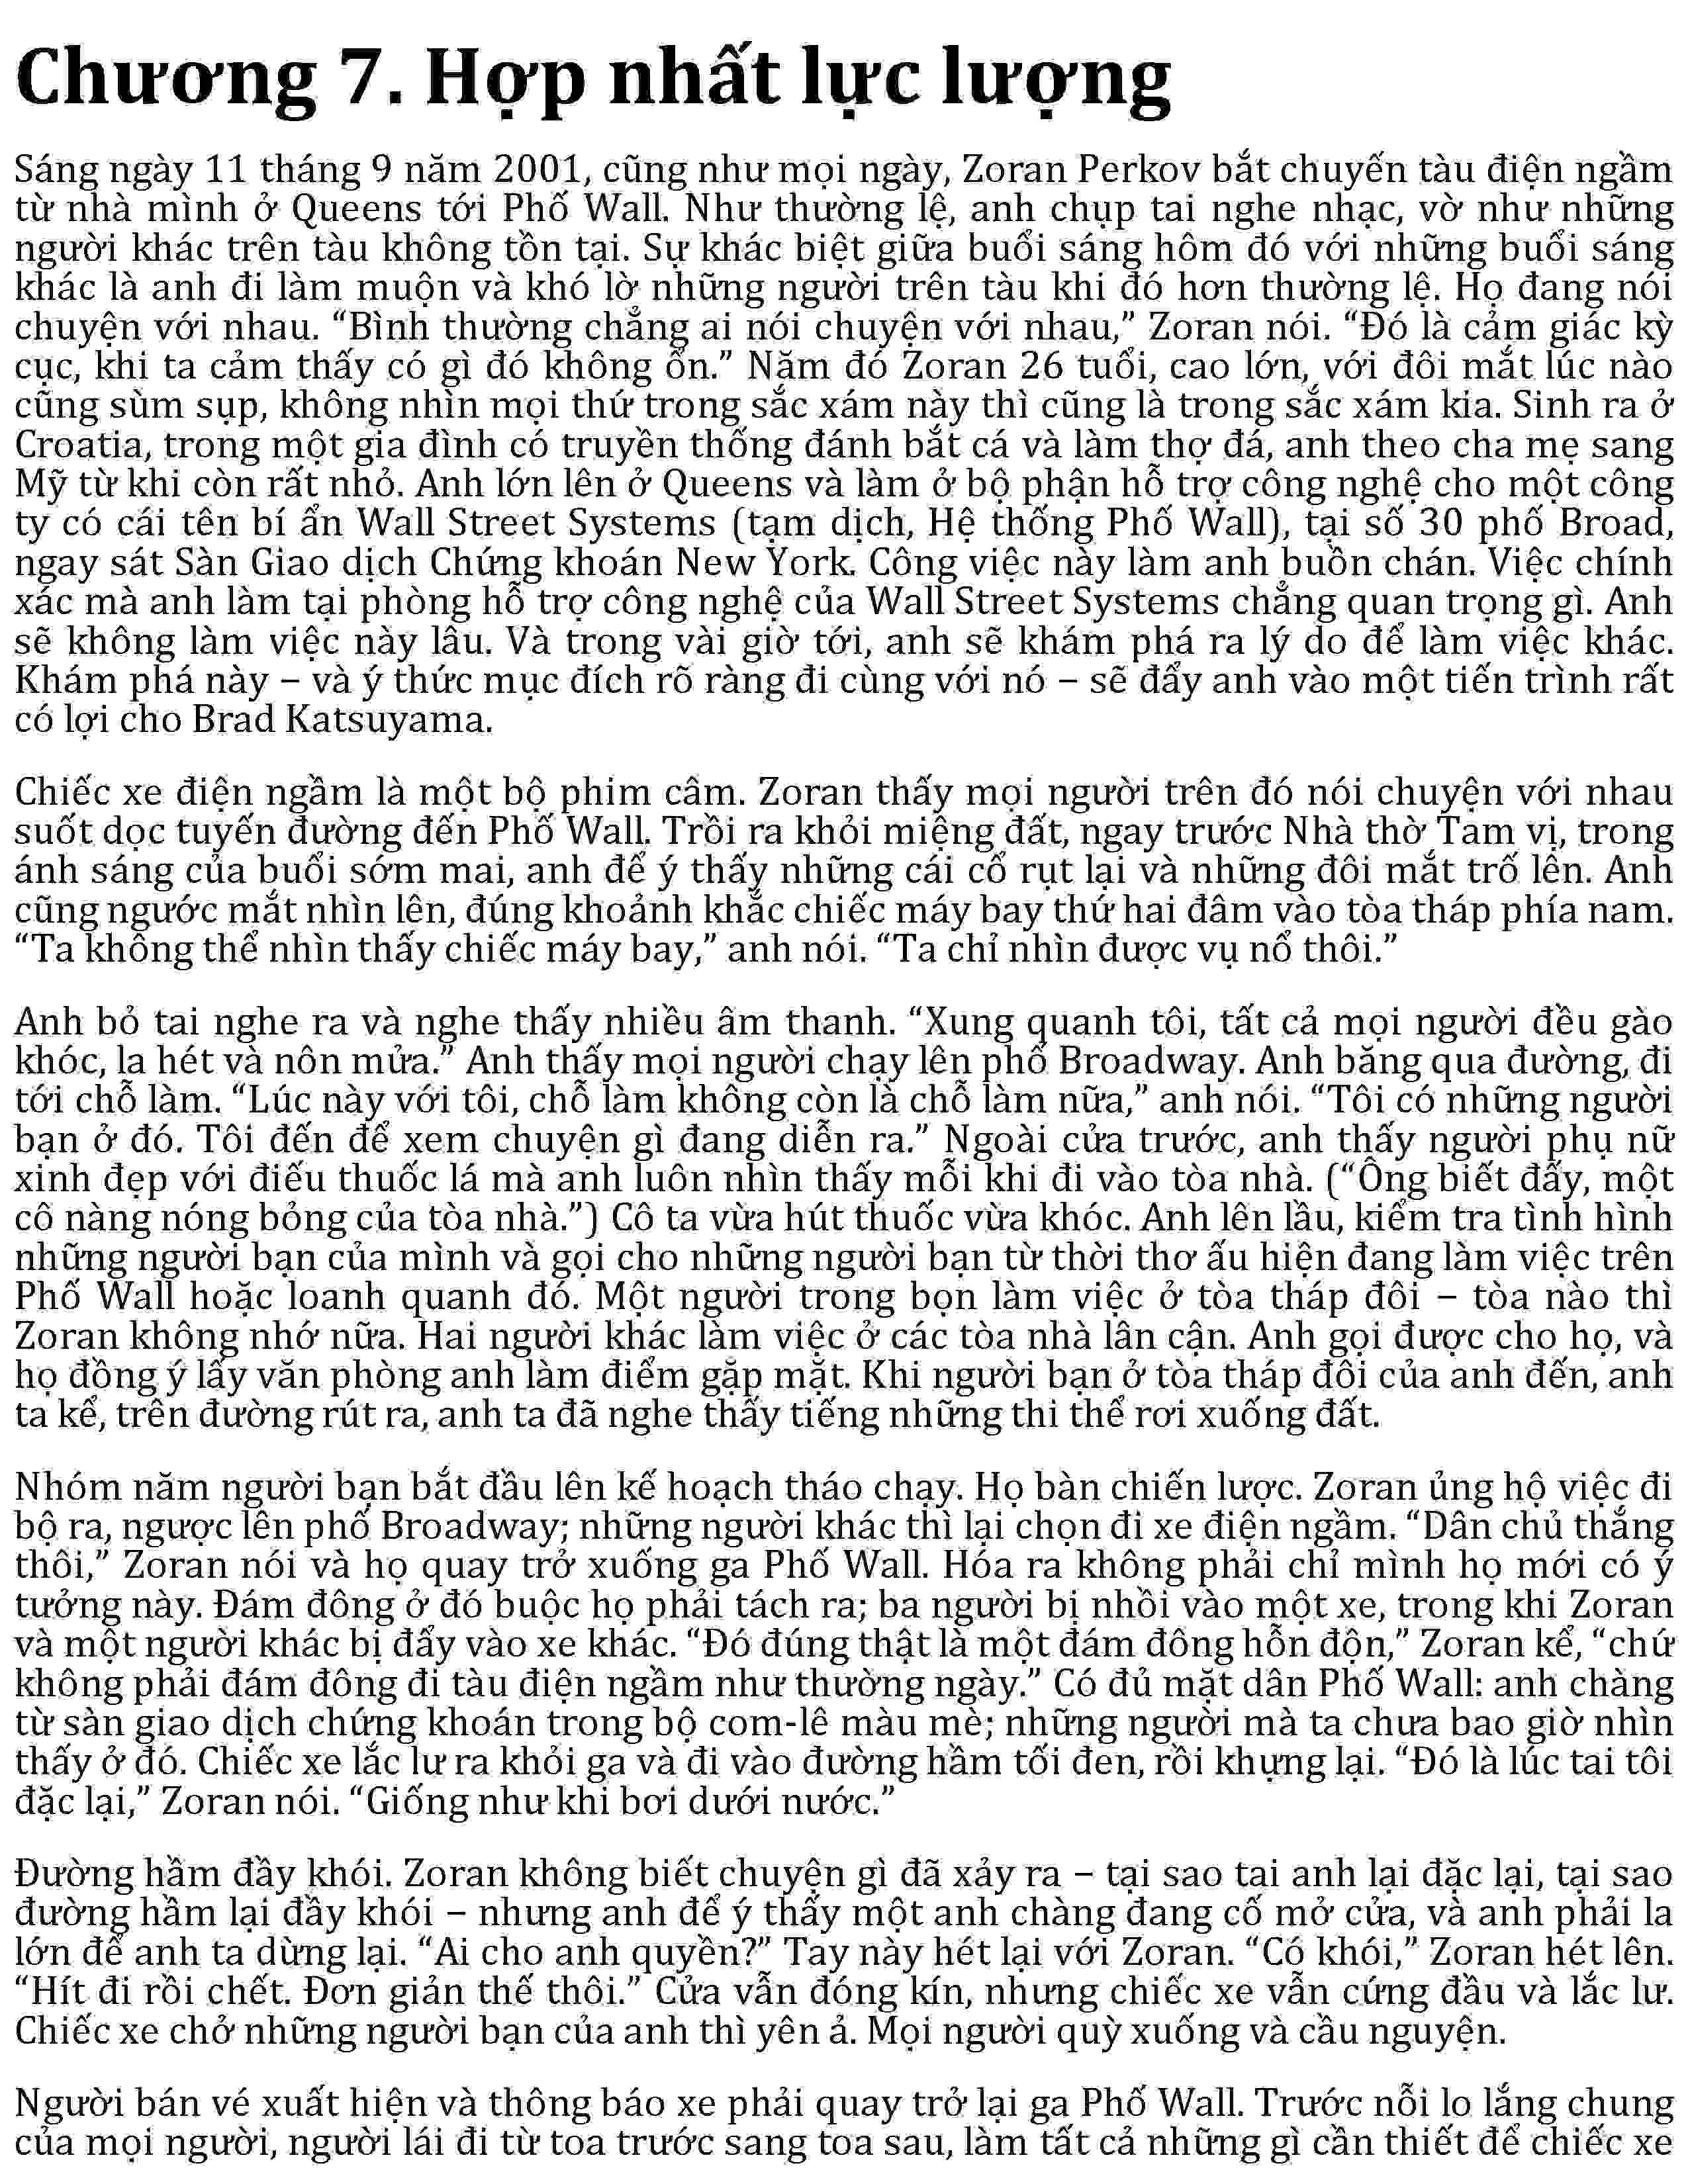 Chương 7. Hợp nhất lực lượng
Sáng ngày 11 tháng 9 năm 2001, cũng như mọi ngày, Zoran Perkov bắt chuyến tàu điện ngầm
từ nhà mình ở Queens tới Phố Wall. Như thường lệ, anh chụp tai nghe nhạc, vờ như những
người khác trên tàu không tồn tại. Sự khác biệt giữa buổi sáng hôm đó với những buổi sáng
khác là anh đi làm muộn và khó lờ những người trên tàu khi đó hơn thường lệ. Họ đang nói
chuyện với nhau. “Bình thường chẳng ai nói chuyện với nhau,” Zoran nói. “Đó là cảm giác kỳ
cục, khi ta cảm thấy có gì đó không ổn.” Năm đó Zoran 26 tuổi, cao lớn, với đôi mắt lúc nào
cũng sùm sụp, không nhìn mọi thứ trong sắc xám này thì cũng là trong sắc xám kia. Sinh ra ở
Croatia, trong một gia đình có truyền thống đánh bắt cá và làm thợ đá, anh theo cha mẹ sang
Mỹ từ khi còn rất nhỏ. Anh lớn lên ở Queens và làm ở bộ phận hỗ trợ công nghệ cho một công
ty có cái tên bí ẩn Wall Street Systems (tạm dịch, Hệ thống Phố Wall), tại số 30 phố Broad,
ngay sát Sàn Giao dịch Chứng khoán New York. Công việc này làm anh buồn chán. Việc chính
xác mà anh làm tại phòng hỗ trợ công nghệ của Wall Street Systems chẳng quan trọng gì. Anh
sẽ không làm việc này lâu. Và trong vài giờ tới, anh sẽ khám phá ra lý do để làm việc khác.
Khám phá này – và ý thức mục đích rõ ràng đi cùng với nó – sẽ đẩy anh vào một tiến trình rất
có lợi cho Brad Katsuyama.
Chiếc xe điện ngầm là một bộ phim câm. Zoran thấy mọi người trên đó nói chuyện với nhau
suốt dọc tuyến đường đến Phố Wall. Trồi ra khỏi miệng đất, ngay trước Nhà thờ Tam vị, trong
ánh sáng của buổi sớm mai, anh để ý thấy những cái cổ rụt lại và những đôi mắt trố lên. Anh
cũng ngước mắt nhìn lên, đúng khoảnh khắc chiếc máy bay thứ hai đâm vào tòa tháp phía nam.
“Ta không thể nhìn thấy chiếc máy bay,” anh nói. “Ta chỉ nhìn được vụ nổ thôi.”
Anh bỏ tai nghe ra và nghe thấy nhiều âm thanh. “Xung quanh tôi, tất cả mọi người đều gào
khóc, la hét và nôn mửa.” Anh thấy mọi người chạy lên phố Broadway. Anh băng qua đường, đi
tới chỗ làm. “Lúc này với tôi, chỗ làm không còn là chỗ làm nữa,” anh nói. “Tôi có những người
bạn ở đó. Tôi đến để xem chuyện gì đang diễn ra.” Ngoài cửa trước, anh thấy người phụ nữ
xinh đẹp với điếu thuốc lá mà anh luôn nhìn thấy mỗi khi đi vào tòa nhà. (“Ông biết đấy, một
cô nàng nóng bỏng của tòa nhà.”) Cô ta vừa hút thuốc vừa khóc. Anh lên lầu, kiểm tra tình hình
những người bạn của mình và gọi cho những người bạn từ thời thơ ấu hiện đang làm việc trên
Phố Wall hoặc loanh quanh đó. Một người trong bọn làm việc ở tòa tháp đôi – tòa nào thì
Zoran không nhớ nữa. Hai người khác làm việc ở các tòa nhà lân cận. Anh gọi được cho họ, và
họ đồng ý lấy văn phòng anh làm điểm gặp mặt. Khi người bạn ở tòa tháp đôi của anh đến, anh
ta kể, trên đường rút ra, anh ta đã nghe thấy tiếng những thi thể rơi xuống đất.
Nhóm năm người bạn bắt đầu lên kế hoạch tháo chạy. Họ bàn chiến lược. Zoran ủng hộ việc đi
bộ ra, ngược lên phố Broadway; những người khác thì lại chọn đi xe điện ngầm. “Dân chủ thắng
thôi,” Zoran nói và họ quay trở xuống ga Phố Wall. Hóa ra không phải chỉ mình họ mới có ý
tưởng này. Đám đông ở đó buộc họ phải tách ra; ba người bị nhồi vào một xe, trong khi Zoran
và một người khác bị đẩy vào xe khác. “Đó đúng thật là một đám đông hỗn độn,” Zoran kể, “chứ
không phải đám đông đi tàu điện ngầm như thường ngày.” Có đủ mặt dân Phố Wall: anh chàng
từ sàn giao dịch chứng khoán trong bộ com-lê màu mè; những người mà ta chưa bao giờ nhìn
thấy ở đó. Chiếc xe lắc lư ra khỏi ga và đi vào đường hầm tối đen, rồi khựng lại. “Đó là lúc tai tôi
đặc lại,” Zoran nói. “Giống như khi bơi dưới nước.”
Đường hầm đầy khói. Zoran không biết chuyện gì đã xảy ra – tại sao tai anh lại đặc lại, tại sao
đường hầm lại đầy khói – nhưng anh để ý thấy một anh chàng đang cố mở cửa, và anh phải la
lớn để anh ta dừng lại. “Ai cho anh quyền?” Tay này hét lại với Zoran. “Có khói,” Zoran hét lên.
“Hít đi rồi chết. Đơn giản thế thôi.” Cửa vẫn đóng kín, nhưng chiếc xe vẫn cứng đầu và lắc lư.
Chiếc xe chở những người bạn của anh thì yên ả. Mọi người quỳ xuống và cầu nguyện.
Người bán vé xuất hiện và thông báo xe phải quay trở lại ga Phố Wall. Trước nỗi lo lắng chung
của mọi người, người lái đi từ toa trước sang toa sau, làm tất cả những gì cần thiết để chiếc xe